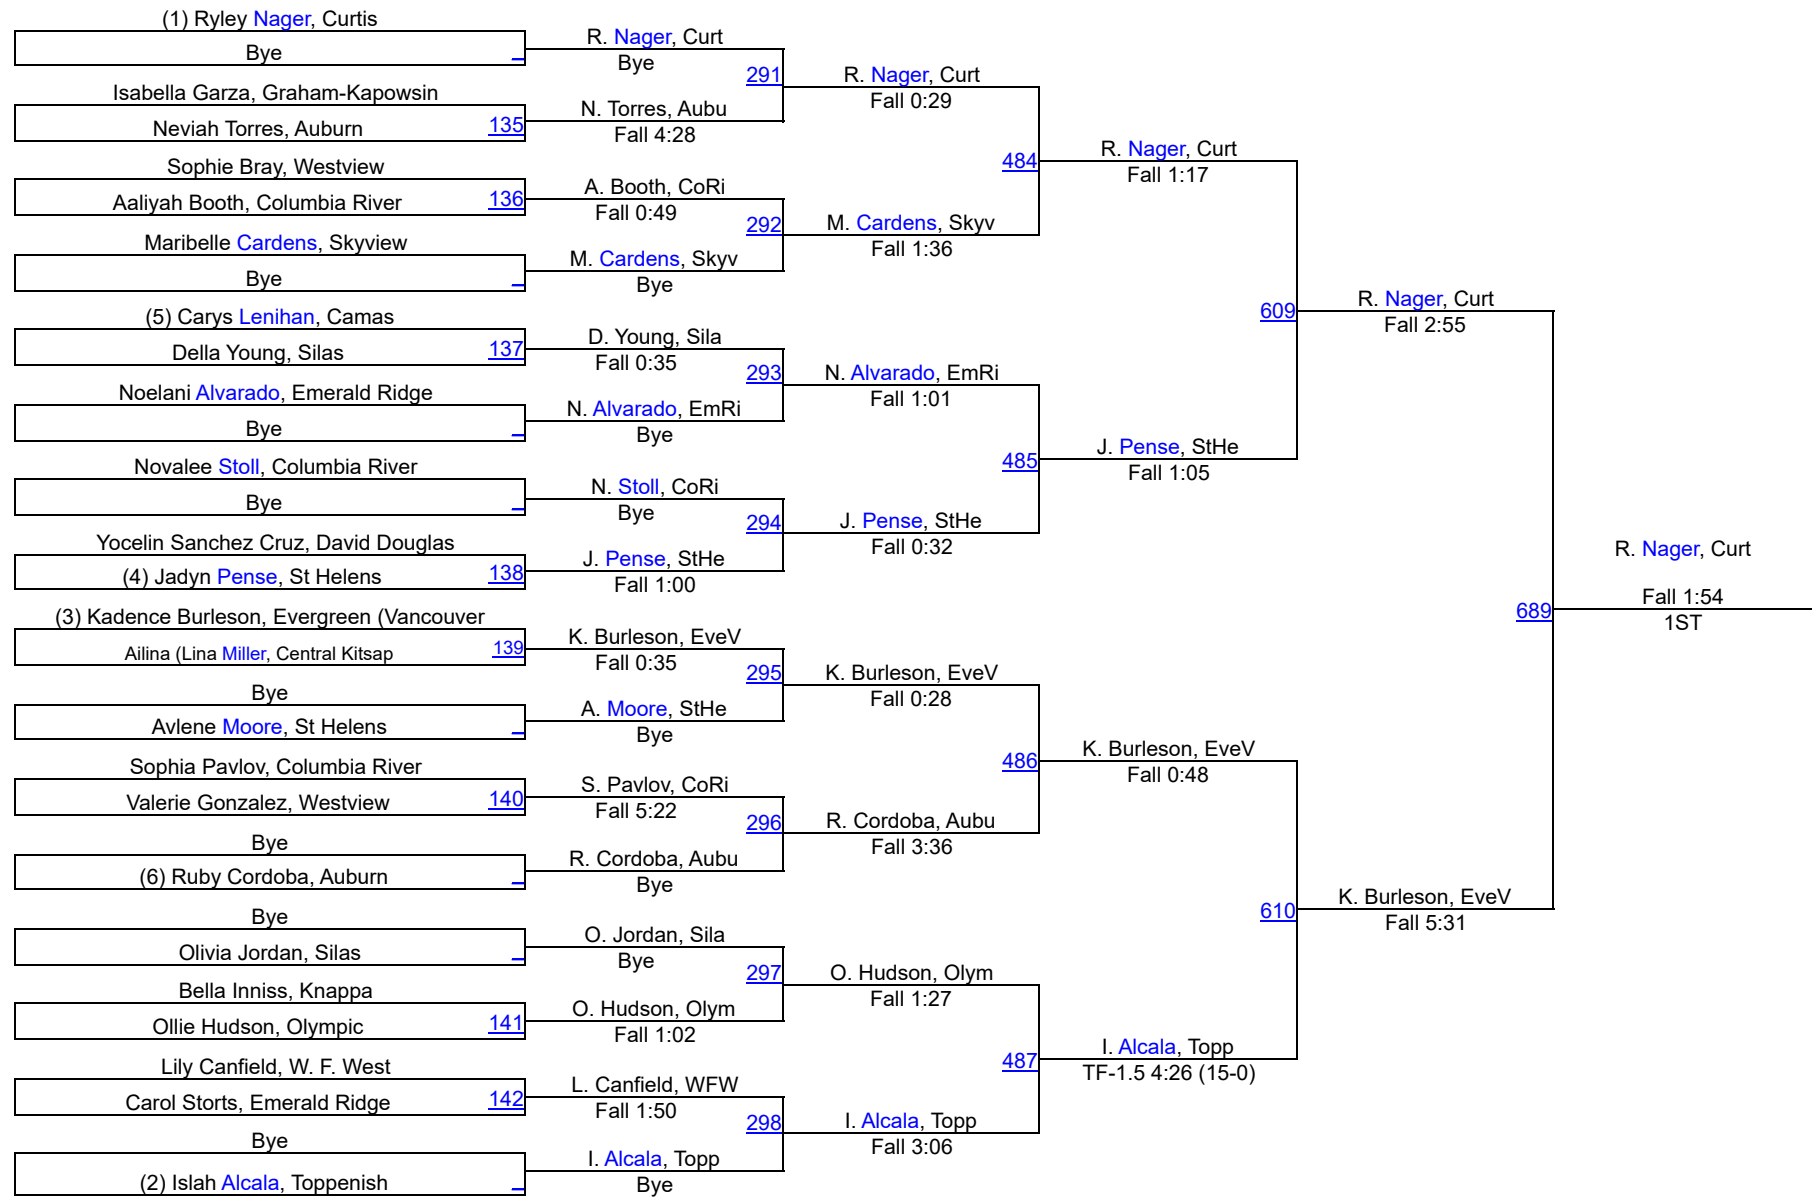 (1) Ryley Nager, Curtis
Bye
Isabella Garza, Graham-Kapowsin
Neviah Torres, Auburn 135
Sophie Bray, Westview
Aaliyah Booth, Columbia River 136
Maribelle Cardens, Skyview
Bye
(5) Carys Lenihan, Camas
Della Young, Silas 137
Noelani Alvarado, Emerald Ridge
Bye
Novalee Stoll, Columbia River
Bye
Yocelin Sanchez Cruz, David Douglas
(4) Jadyn Pense, St Helens 138
(3) Kadence Burleson, Evergreen (Vancouver
Ailina (Lina Miller, Central Kitsap 139
Bye
Avlene Moore, St Helens
Sophia Pavlov, Columbia River
Valerie Gonzalez, Westview 140
Bye
(6) Ruby Cordoba, Auburn
Bye
Olivia Jordan, Silas
Bella Inniss, Knappa
Ollie Hudson, Olympic 141
Lily Canfield, W. F. West
Carol Storts, Emerald Ridge 142
Bye
(2) Islah Alcala, Toppenish
R. Nager, Curt
Bye
291
N. Torres, Aubu
Fall 4:28
A. Booth, CoRi
Fall 0:49
292
M. Cardens, Skyv
Bye
D. Young, Sila
Fall 0:35
293
N. Alvarado, EmRi
Bye
N. Stoll, CoRi
Bye
294
J. Pense, StHe
Fall 1:00
K. Burleson, EveV
Fall 0:35
295
A. Moore, StHe
Bye
S. Pavlov, CoRi
Fall 5:22
296
R. Cordoba, Aubu
Bye
O. Jordan, Sila
Bye
297
O. Hudson, Olym
Fall 1:02
L. Canfield, WFW
Fall 1:50
298
I. Alcala, Topp
Bye
R. Nager, Curt
Fall 0:29
484
M. Cardens, Skyv
Fall 1:36
N. Alvarado, EmRi
Fall 1:01
485
J. Pense, StHe
Fall 0:32
K. Burleson, EveV
Fall 0:28
486
R. Cordoba, Aubu
Fall 3:36
O. Hudson, Olym
Fall 1:27
487
I. Alcala, Topp
Fall 3:06
R. Nager, Curt
Fall 1:17
609
J. Pense, StHe
Fall 1:05
K. Burleson, EveV
Fall 0:48
610
I. Alcala, Topp
TF-1.5 4:26 (15-0)
R. Nager, Curt
Fall 2:55
689
K. Burleson, EveV
Fall 5:31
R. Nager, Curt
Fall 1:54
1ST